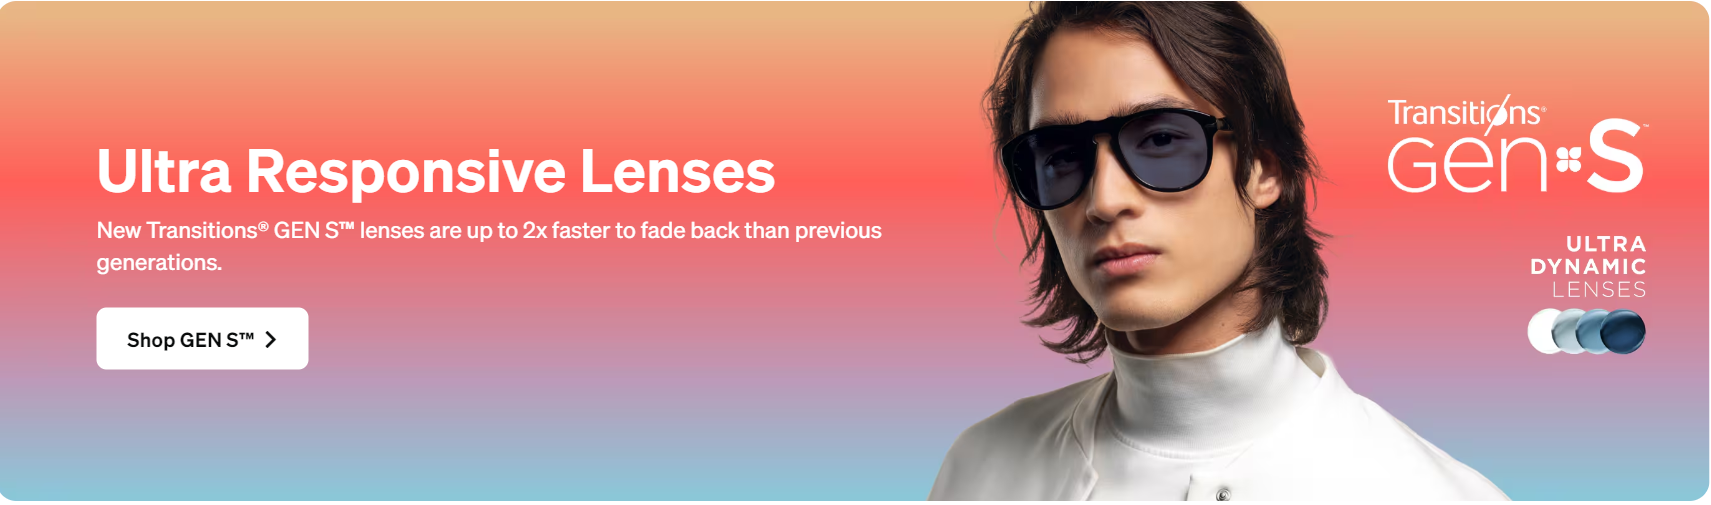 Ultra Responsive Lenses
New Transitions® GEN S™ lenses are up to 2x faster to fade back than previous
generations.
Shop GEN S™
Transitions®
Gen S™
ULTRA
DYNAMIC
LENSES